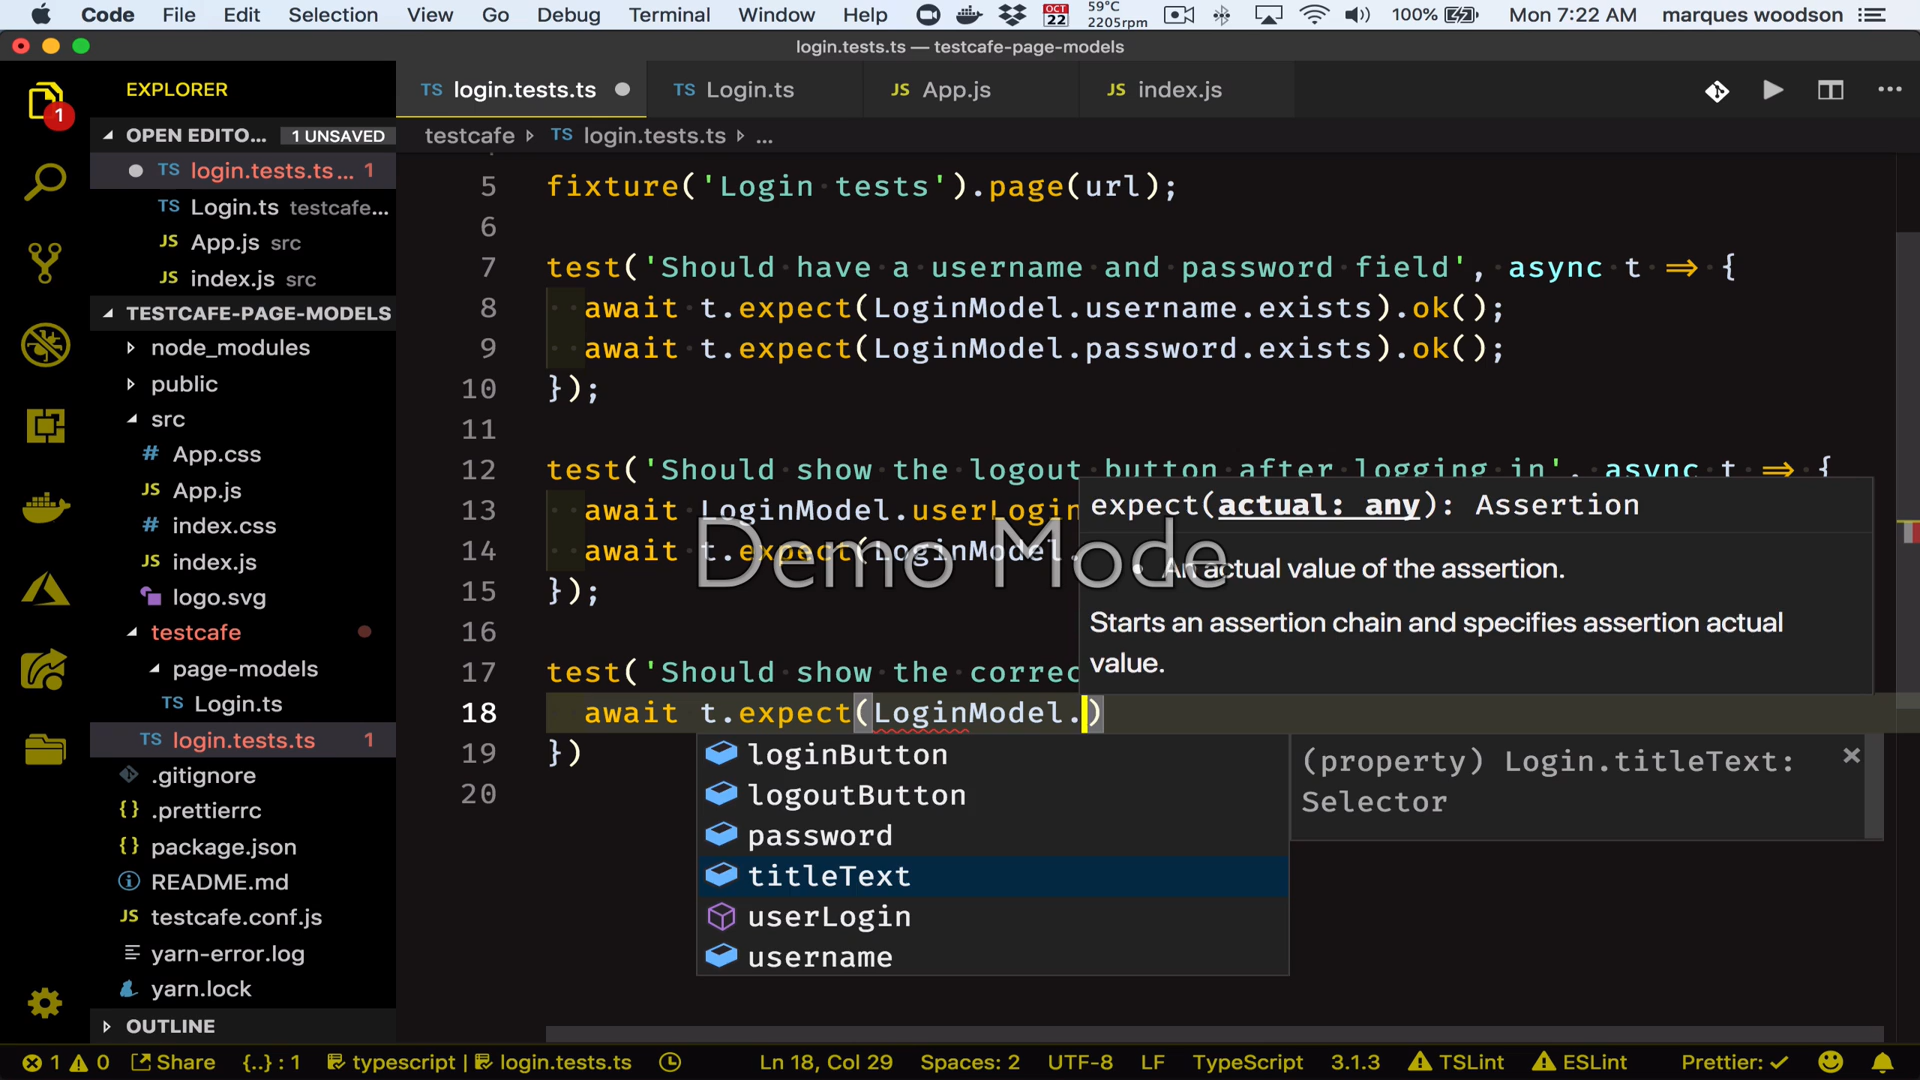 Code File Edit Selection View Go Debug Terminal Window Help OCT 22 59°C 2205rpm 100% Mon 7:22 AM marques woodson
login.tests.ts — testcafe-page-models
EXPLORER
TS login.tests.ts TS Login.ts JS App.js JS index.js
1
OPEN EDITO... 1 UNSAVED
testcafe TS login.tests.ts ...
TS login.tests.ts ... 1
TS Login.ts testcafe...
JS App.js src
JS index.js src
TESTCAFE-PAGE-MODELS
node_modules
public
src
# App.css
JS App.js
# index.css
JS index.js
logo.svg
testcafe
page-models
Login.ts
TS login.tests.ts 1
.gitignore
{} .prettierrc
{} package.json
README.md
JS testcafe.conf.js
yarn-error.log
yarn.lock
OUTLINE
5 fixture('Login tests').page(url);
6
7 test('Should have a username and password field', async t => {
8 await t.expect(LoginModel.username.exists).ok();
9 await t.expect(LoginModel.password.exists).ok();
10 });
11
12 test('Should show the logout button after logging in', async t => {
13 await LoginModel.userLogin
14 await t.expect(LoginModel.
15 });
16
17 test('Should show the correc
18 await t.expect(LoginModel.)
19 })
20
expect(actual: any): Assertion
• An actual value of the assertion.
Starts an assertion chain and specifies assertion actual
value.
Demo Mode
loginButton
logoutButton
password
titleText
userLogin
username
(property) Login.titleText:
Selector
1 0 Share {..} : 1 typescript | login.tests.ts Ln 18, Col 29 Spaces: 2 UTF-8 LF TypeScript 3.1.3 TSLint ESLint Prettier: ✓